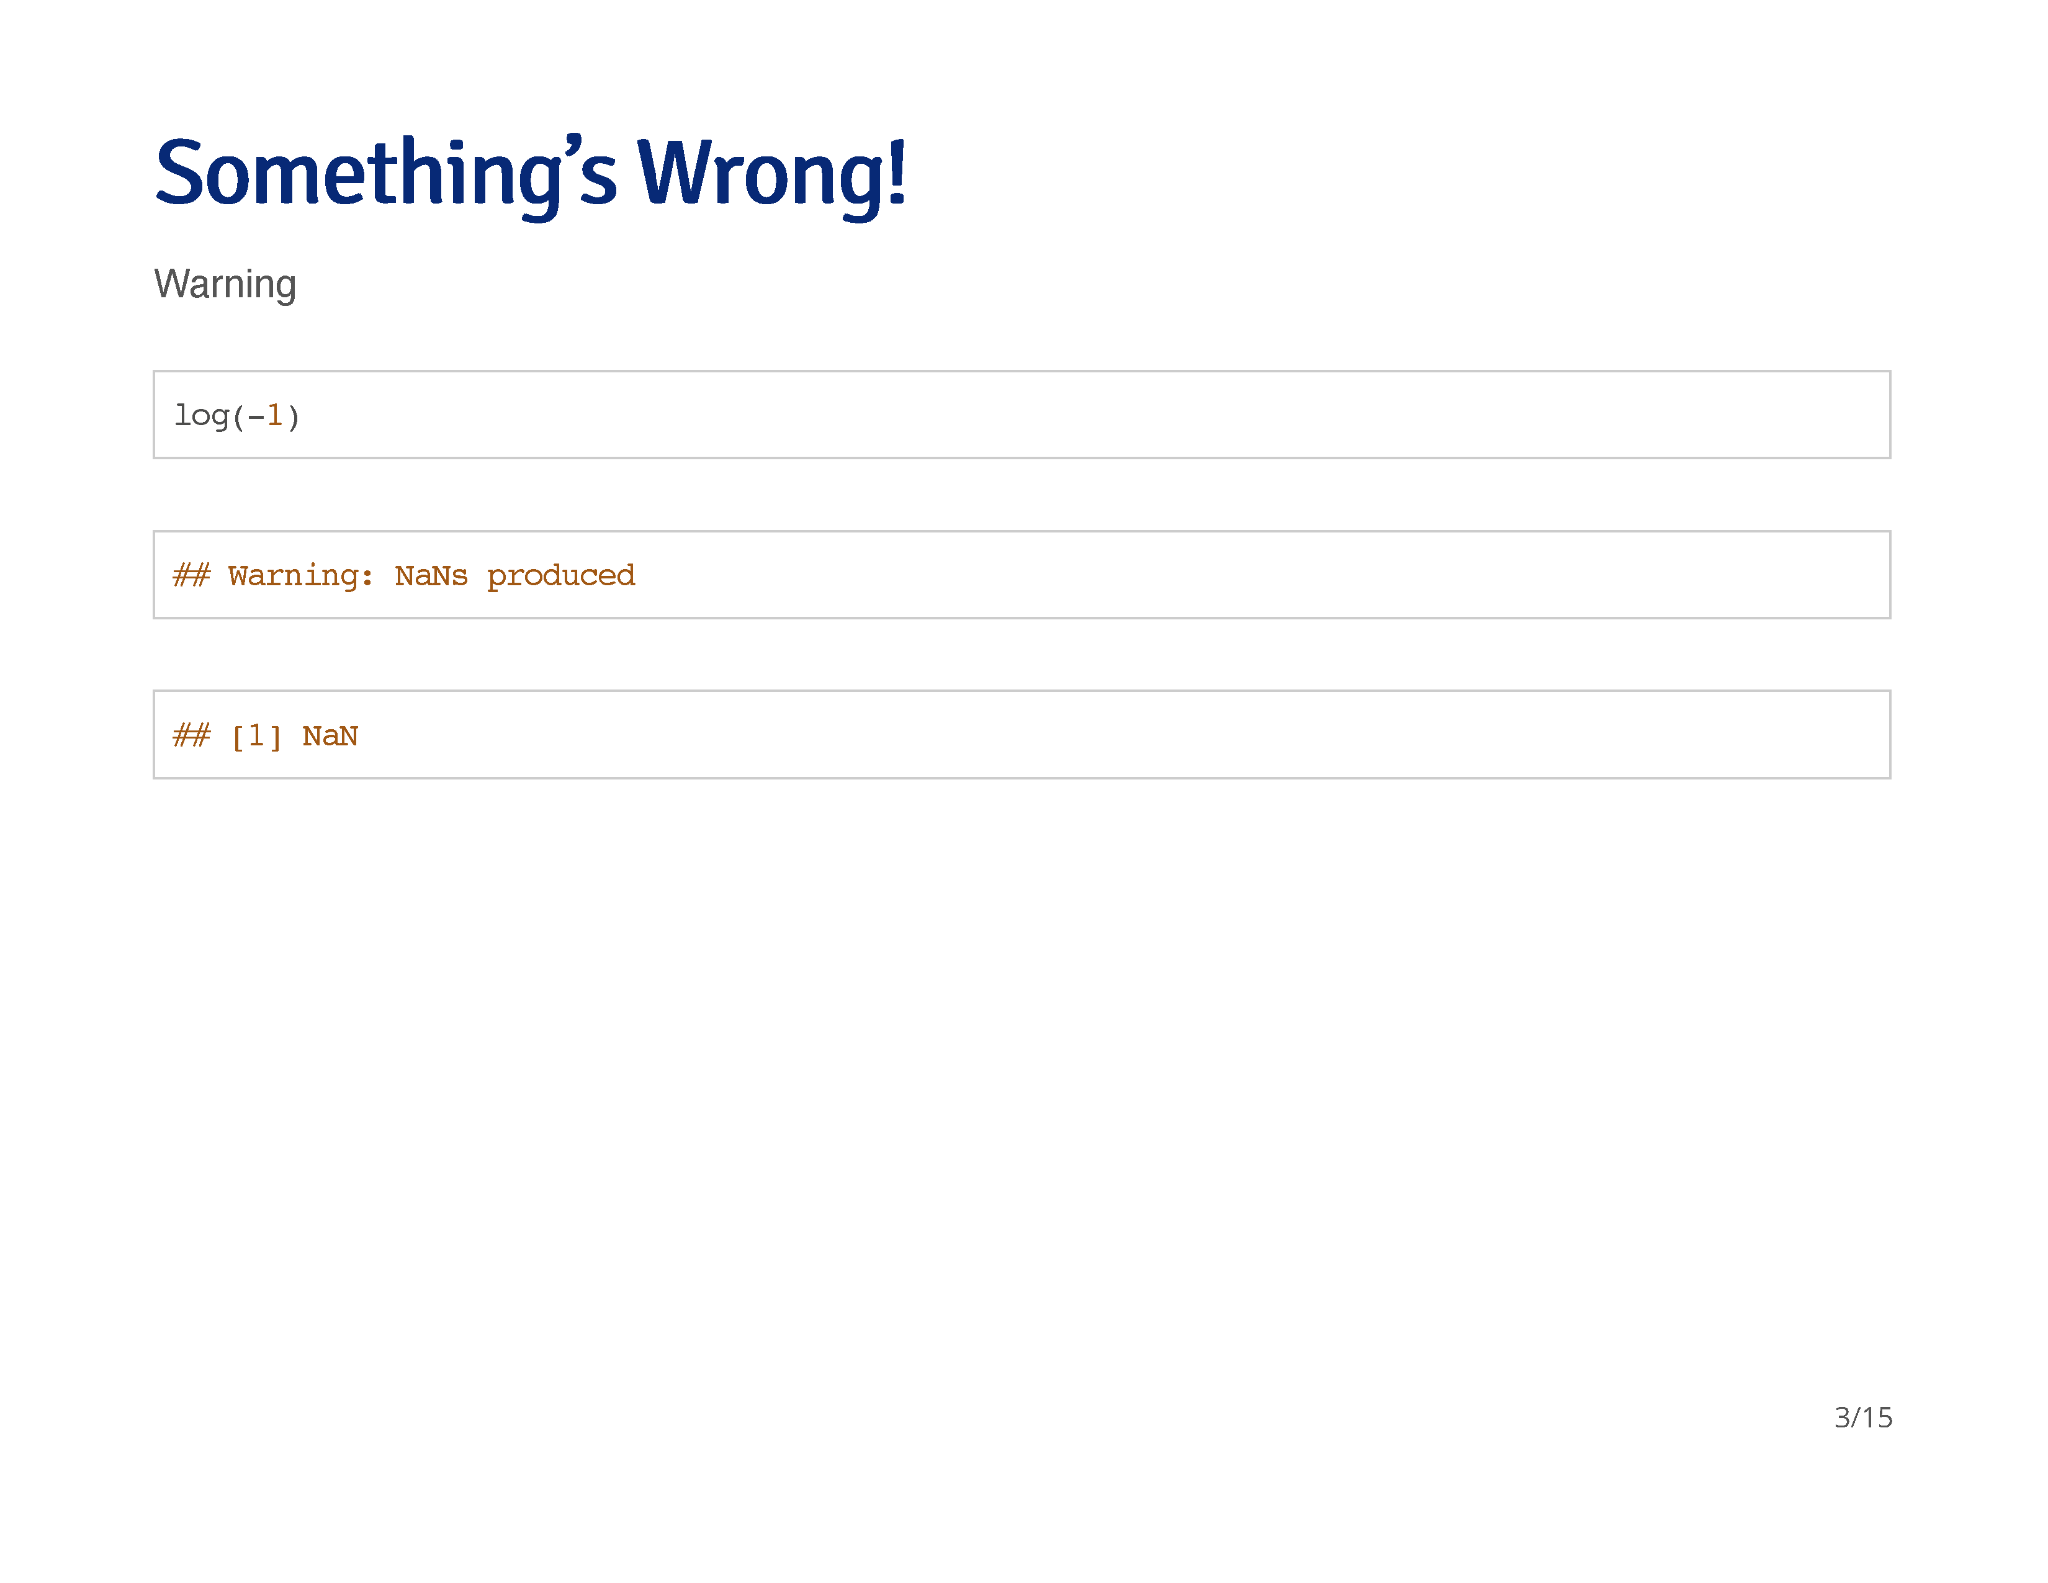 Something’s Wrong!
Warning
log(-1)
## Warning: NaNs produced
## [1] NaN
3/15